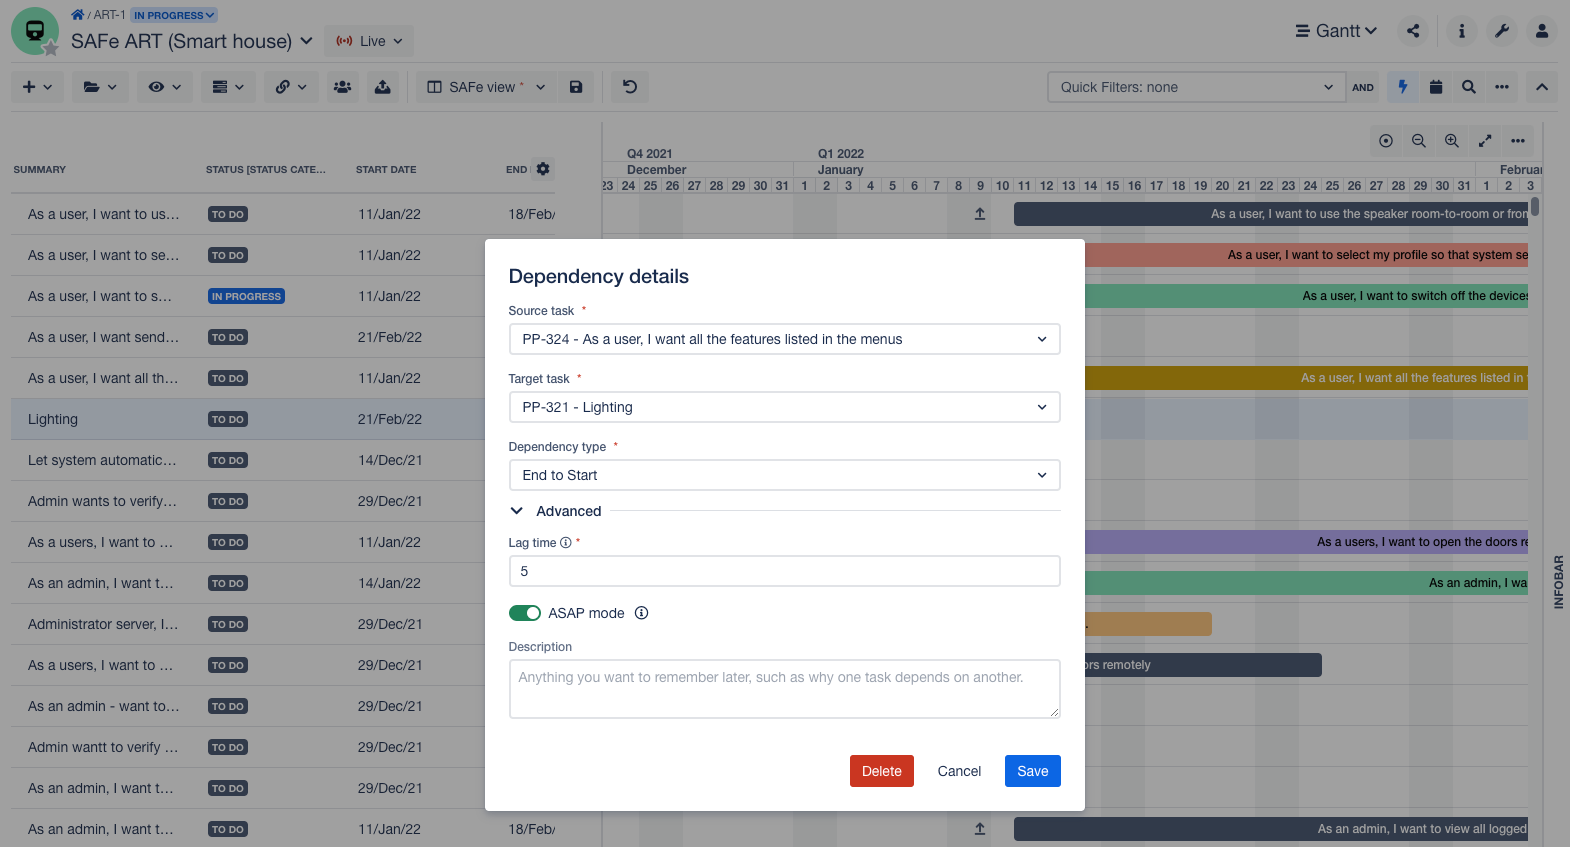 / ART-1 IN PROGRESS
SAFe ART (Smart house) Live
Gantt
SAFe view *
Quick Filters: none AND
Q4 2021 Q1 2022
SUMMARY STATUS [STATUS CATE... START DATE END
December January Februar
23 24 25 26 27 28 29 30 31 1 2 3 4 5 6 7 8 9 10 11 12 13 14 15 16 17 18 19 20 21 22 23 24 25 26 27 28 29 30 31 1 2 3
As a user, I want to us... TO DO 11/Jan/22 18/Feb/ As a user, I want to use the speaker room-to-room or fron
As a user, I want to se... TO DO 11/Jan/22 As a user, I want to select my profile so that system se
As a user, I want to s... IN PROGRESS 11/Jan/22 As a user, I want to switch off the devices
As a user, I want send... TO DO 21/Feb/22
As a user, I want all th... TO DO 11/Jan/22 As a user, I want all the features listed in
Lighting TO DO 21/Feb/22
Let system automatic... TO DO 14/Dec/21
Admin wants to verify... TO DO 29/Dec/21
As a users, I want to ... TO DO 11/Jan/22 As a users, I want to open the doors re
As an admin, I want t... TO DO 14/Jan/22 As an admin, I wa
Administrator server, I... TO DO 29/Dec/21 .
As a users, I want to ... TO DO 29/Dec/21 ors remotely
As an admin - want to... TO DO 29/Dec/21
Admin wantt to verify ... TO DO 29/Dec/21
As an admin, I want t... TO DO 29/Dec/21
As an admin, I want t... TO DO 11/Jan/22 18/Feb/ As an admin, I want to view all logged
Dependency details
Source task *
PP-324 - As a user, I want all the features listed in the menus
Target task *
PP-321 - Lighting
Dependency type *
End to Start
Advanced
Lag time *
5
ASAP mode
Description
Anything you want to remember later, such as why one task depends on another.
Delete Cancel Save
INFOBAR